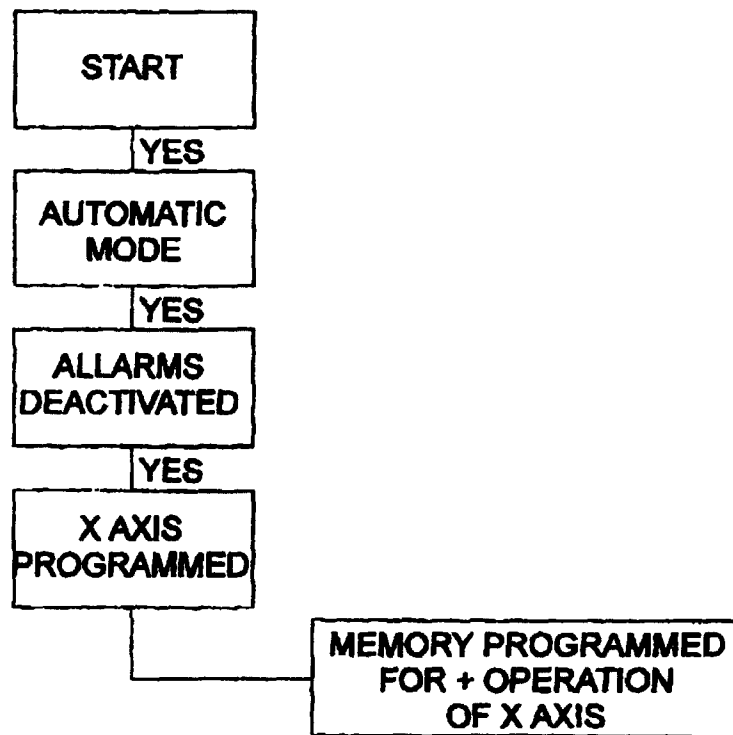 START
YES
AUTOMATIC
MODE
YES
ALLARMS
DEACTIVATED
YES
X AXIS
PROGRAMMED
MEMORY PROGRAMMED
FOR + OPERATION
OF X AXIS